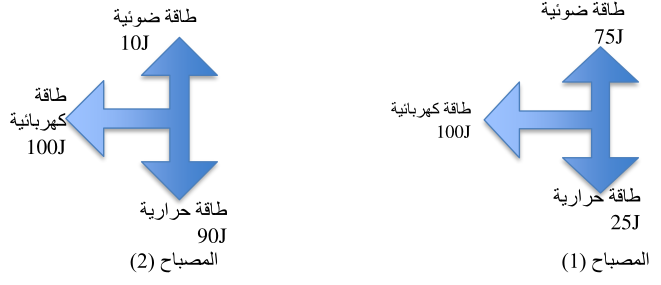 طاقة ضوئية
75J
طاقة كهربائية
100J
طاقة حرارية
25J
المصباح (1)
طاقة ضوئية
10J
طاقة
كهربائية
100J
طاقة حرارية
90J
المصباح (2)